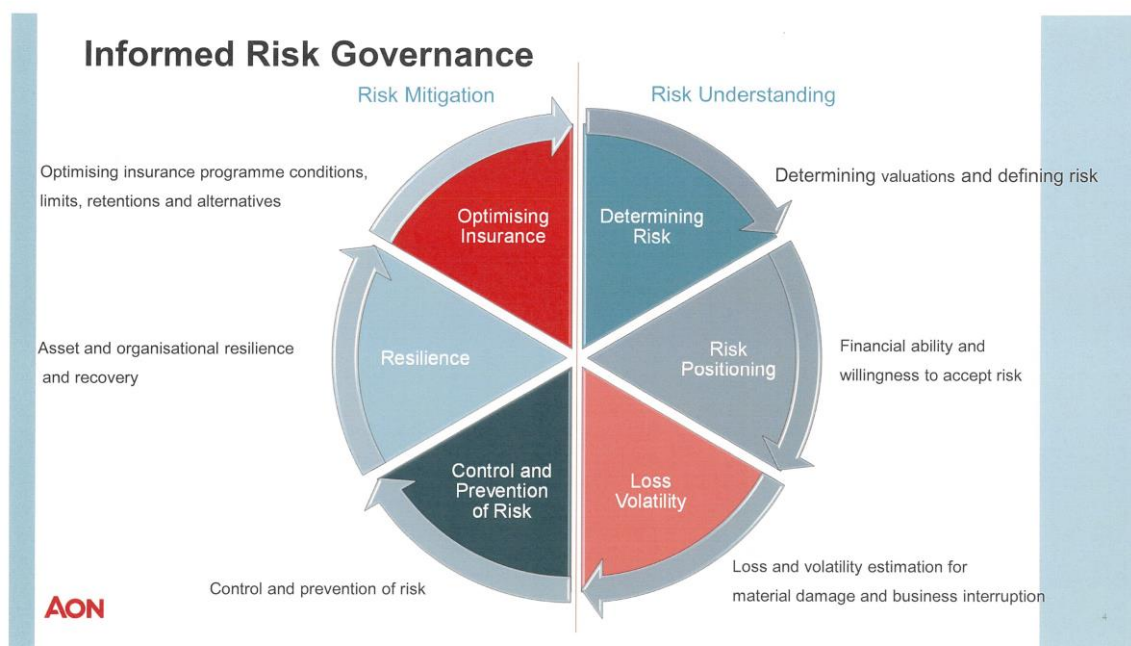 Informed Risk Governance
Risk Mitigation
Risk Understanding
Optimising insurance programme conditions,
limits, retentions and alternatives
Determining valuations and defining risk
Optimising
Insurance
Determining
Risk
Asset and organisational resilience
and recovery
Resilience
Risk
Positioning
Financial ability and
willingness to accept risk
Control and
Prevention
of Risk
Loss
Volatility
Control and prevention of risk
Loss and volatility estimation for
material damage and business interruption
AON
4